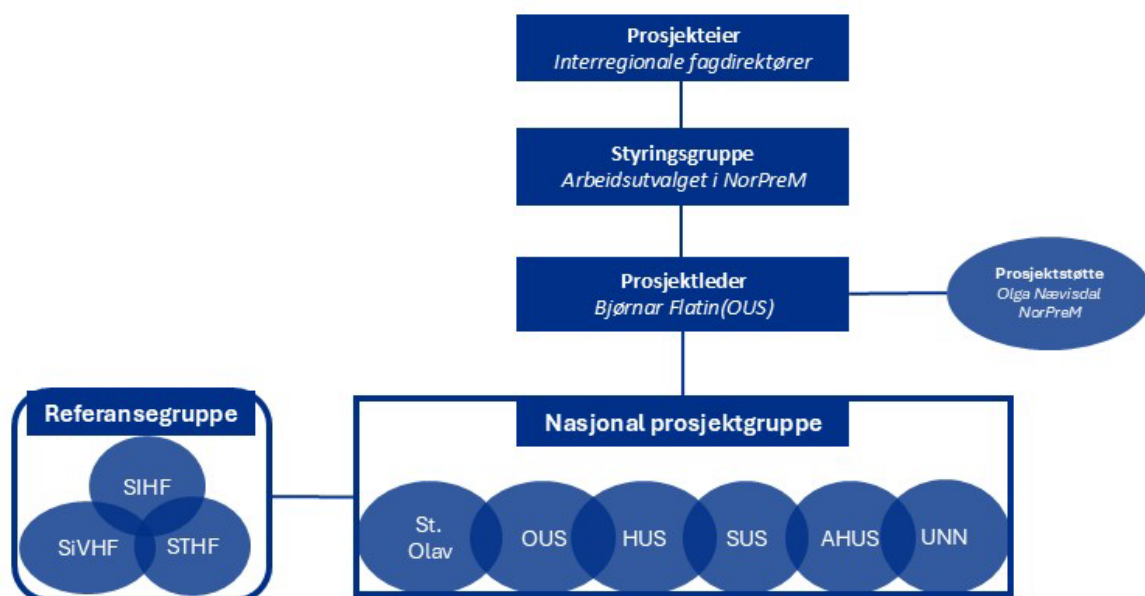 Prosjekteier
Interregionale fagdirektører
Styringsgruppe
Arbeidsutvalget i NorPreM
Prosjektleder
Bjørnar Flatin(OUS)
Prosjektstøtte
Olga Nævisdal
NorPreM
Referansegruppe
SIHF
SiVHF
STHF
Nasjonal prosjektgruppe
St.
Olav
OUS
HUS
SUS
AHUS
UNN